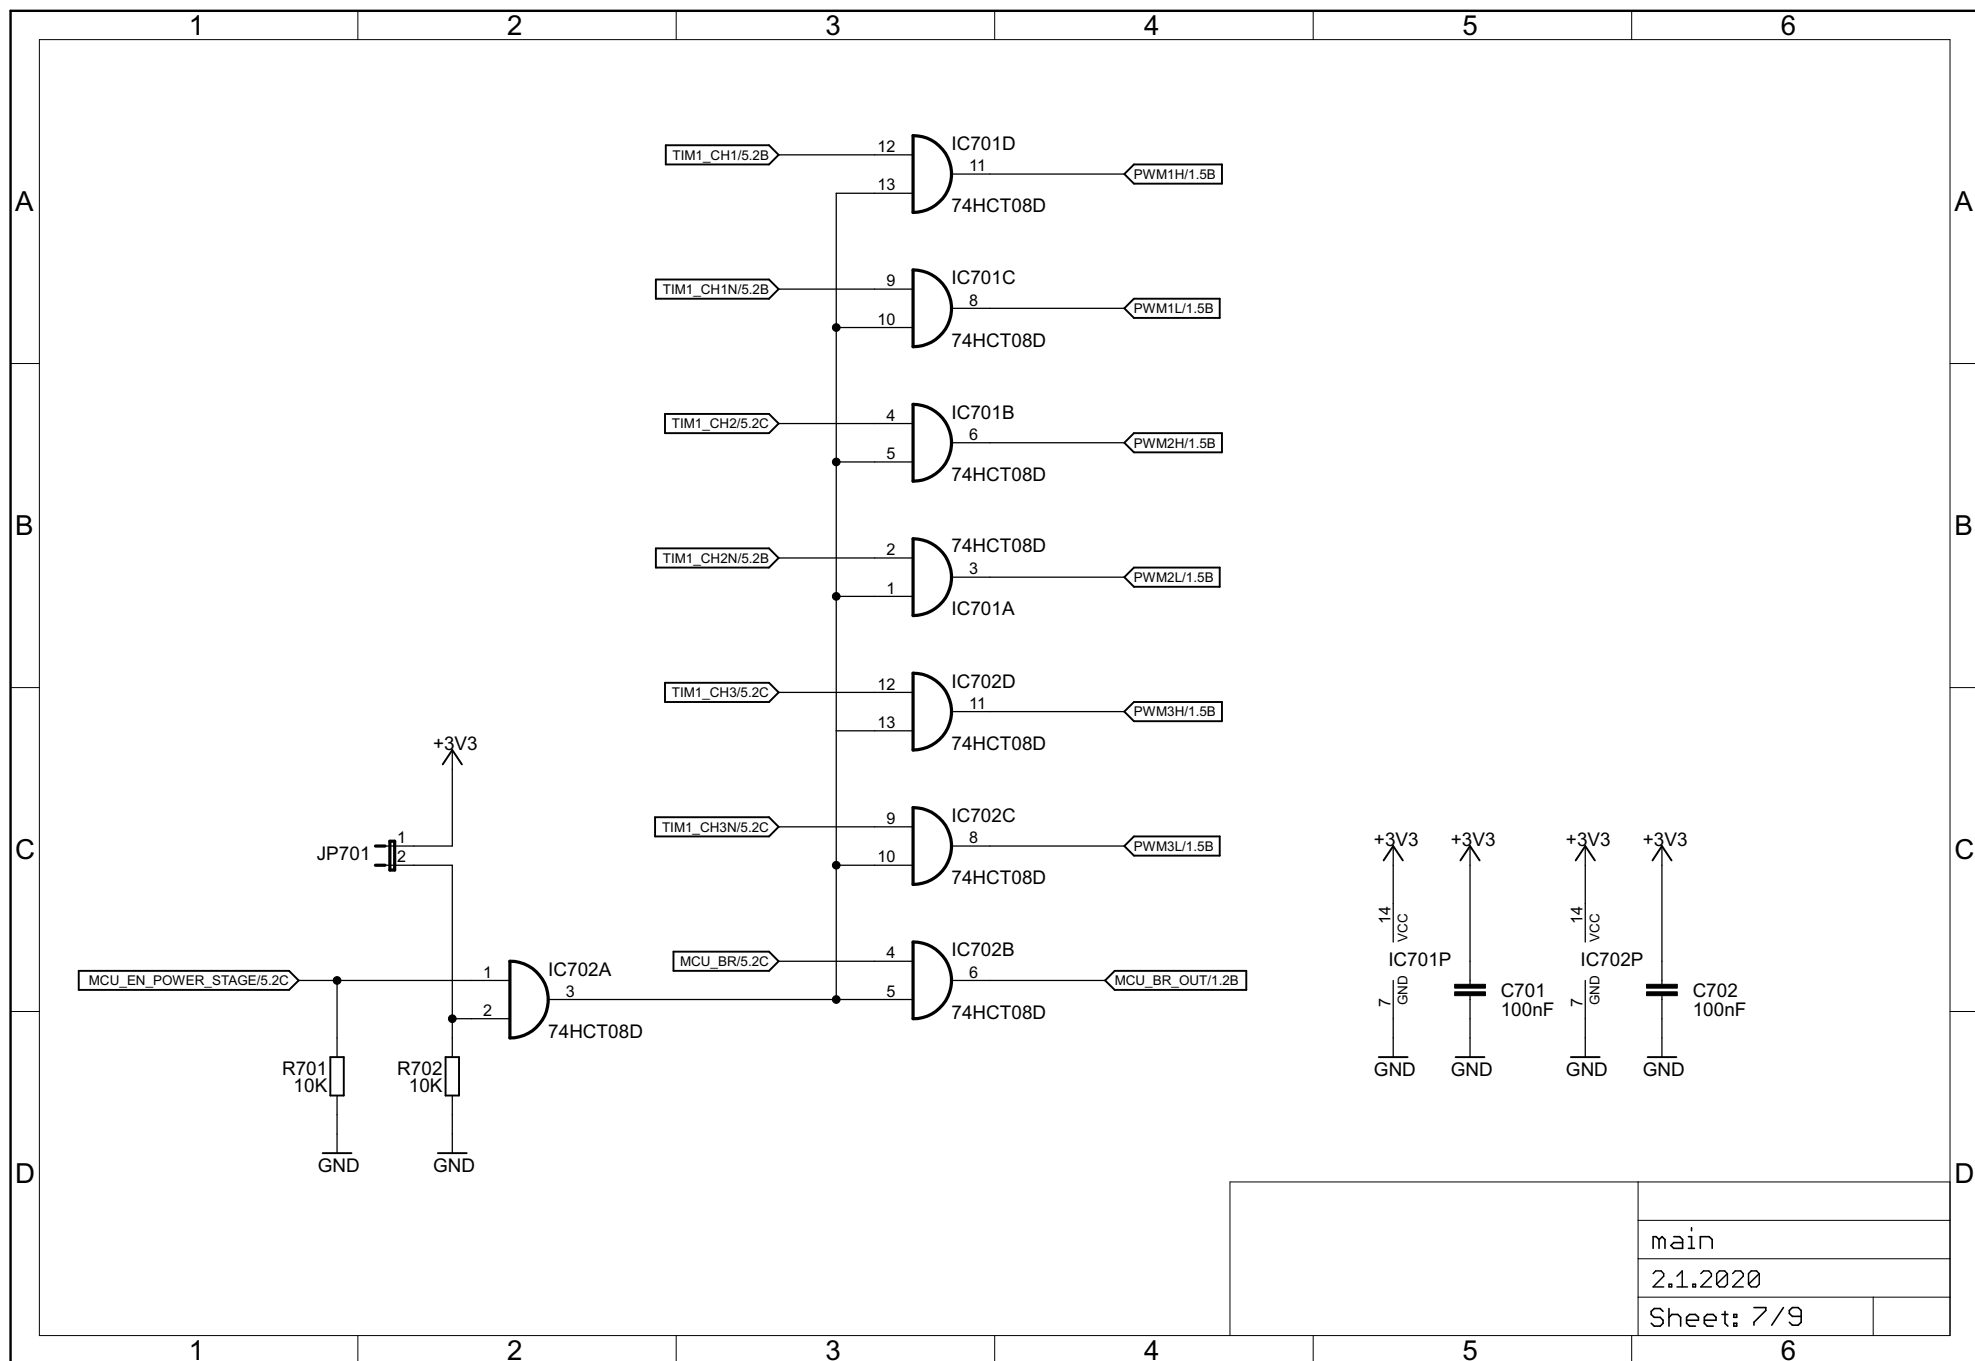 1 2 3 4 5 6
A A
B B
C C
D D
TIM1_CH1/5.2B
12
13
IC701D
11
74HCT08D
PWM1H/1.5B
TIM1_CH1N/5.2B
9
10
IC701C
8
74HCT08D
PWM1L/1.5B
TIM1_CH2/5.2C
4
5
IC701B
6
74HCT08D
PWM2H/1.5B
TIM1_CH2N/5.2B
2
1
74HCT08D
3
IC701A
PWM2L/1.5B
TIM1_CH3/5.2C
12
13
IC702D
11
74HCT08D
PWM3H/1.5B
TIM1_CH3N/5.2C
9
10
IC702C
8
74HCT08D
PWM3L/1.5B
MCU_BR/5.2C
4
5
IC702B
6
74HCT08D
MCU_BR_OUT/1.2B
+3V3
JP701
1
2
MCU_EN_POWER_STAGE/5.2C
1
2
IC702A
3
74HCT08D
R701
10K
GND
R702
10K
GND
+3V3
14
VCC
IC701P
7
GND
GND
+3V3
C701
100nF
GND
+3V3
14
VCC
IC702P
7
GND
GND
+3V3
C702
100nF
GND
main
2.1.2020
Sheet: 7/9
1 2 3 4 5 6